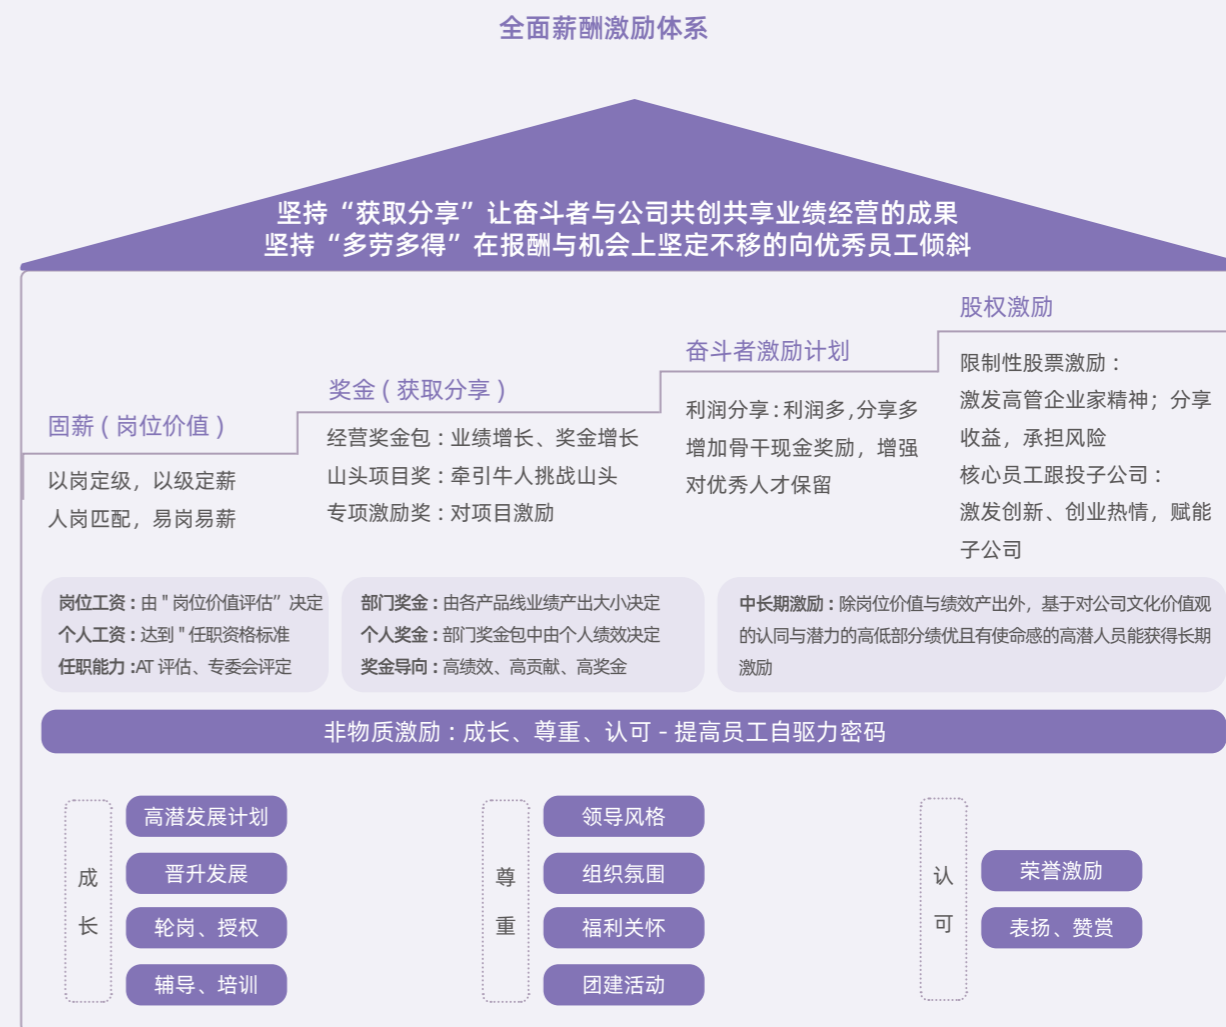 全面薪酬激励体系
坚持“获取分享”让奋斗者与公司共创共享业绩经营的成果
坚持“多劳多得”在报酬与机会上坚定不移的向优秀员工倾斜
固薪(岗位价值)
以岗定级，以级定薪
人岗匹配，易岗易薪
奖金(获取分享)
经营奖金包:业绩增长、奖金增长
山头项目奖:牵引牛人挑战山头
专项激励奖:对项目激励
奋斗者激励计划
利润分享:利润多,分享多
增加骨干现金奖励，增强
对优秀人才保留
股权激励
限制性股票激励:
激发高管企业家精神；分享
收益，承担风险
核心员工跟投子公司:
激发创新、创业热情，赋能
子公司
岗位工资:由"岗位价值评估”决定
个人工资:达到"任职资格标准
任职能力:AT 评估、专委会评定
部门奖金:由各产品线业绩产出大小决定
个人奖金:部门奖金包中由个人绩效决定
奖金导向:高绩效、高贡献、高奖金
中长期激励:除岗位价值与绩效产出外，基于对公司文化价值观
的认同与潜力的高低部分绩优且有使命感的高潜人员能获得长期
激励
非物质激励:成长、尊重、认可-提高员工自驱力密码
成
长
高潜发展计划
晋升发展
轮岗、授权
辅导、培训
尊
重
领导风格
组织氛围
福利关怀
团建活动
认
可
荣誉激励
表扬、赞赏